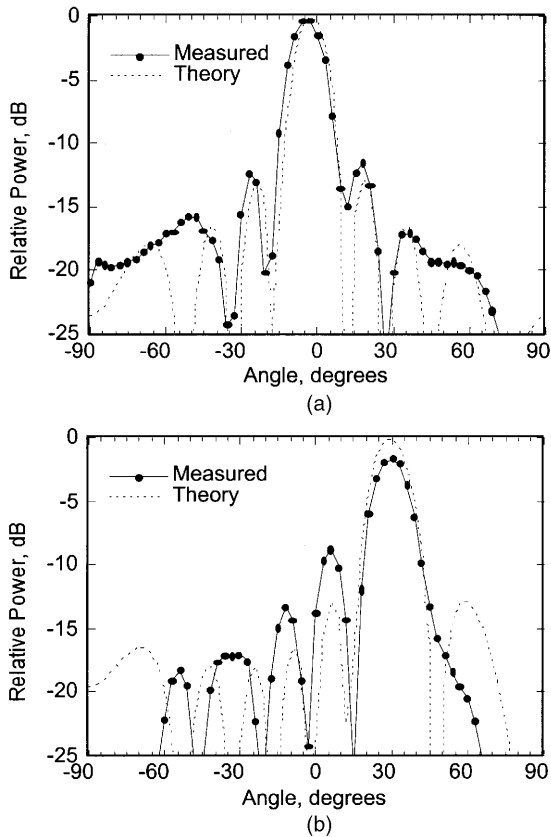 0
-5
-10
-15
-20
-25
Relative Power, dB
Measured
Theory
-90 -60 -30 0 30 60 90
Angle, degrees
(a)
0
-5
-10
-15
-20
-25
Relative Power, dB
Measured
Theory
-90 -60 -30 0 30 60 90
Angle, degrees
(b)